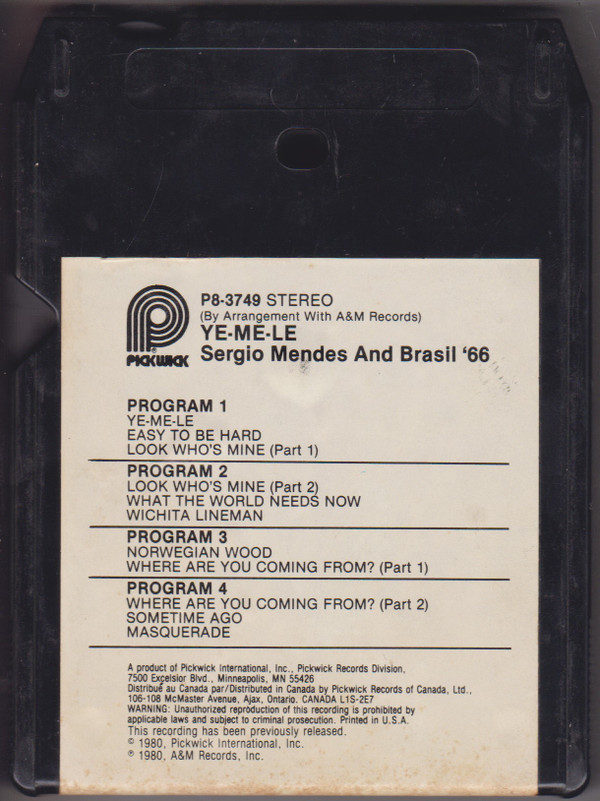 P8-3749 STEREO
(By Arrangement With A&M Records)
YE-ME-LE
PICKWICK®
Sergio Mendes And Brasil '66
PROGRAM 1
YE-ME-LE
EASY TO BE HARD
LOOK WHO'S MINE (Part 1)
PROGRAM 2
LOOK WHO'S MINE (Part 2)
WHAT THE WORLD NEEDS NOW
WICHITA LINEMAN
PROGRAM 3
NORWEGIAN WOOD
WHERE ARE YOU COMING FROM? (Part 1)
PROGRAM 4
WHERE ARE YOU COMING FROM? (Part 2)
SOMETIME AGO
MASQUERADE
A product of Pickwick International, Inc., Pickwick Records Division,
7500 Excelsior Blvd., Minneapolis, MN 55426
Distribué au Canada par/Distributed in Canada by Pickwick Records of Canada, Ltd.,
106-108 McMaster Avenue, Ajax, Ontario. CANADA L1S-2E7
WARNING: Unauthorized reproduction of this recording is prohibited by
applicable laws and subject to criminal prosecution. Printed in U.S.A.
This recording has been previously released.
© 1980, Pickwick International, Inc.
℗ 1980, A&M Records, Inc.